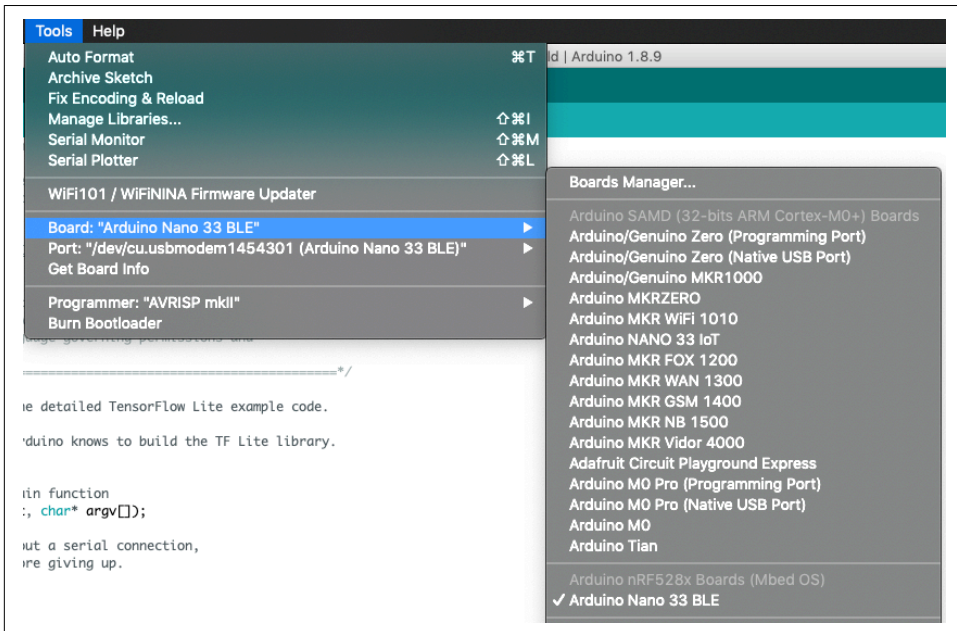 Tools Help
Auto Format ⌘T
Archive Sketch
Fix Encoding & Reload
Manage Libraries... ⇧⌘I
Serial Monitor ⇧⌘M
Serial Plotter ⇧⌘L
WiFi101 / WiFiNINA Firmware Updater
Board: "Arduino Nano 33 BLE"
Port: "/dev/cu.usbmodem1454301 (Arduino Nano 33 BLE)"
Get Board Info
Programmer: "AVRISP mkII"
Burn Bootloader
ld | Arduino 1.8.9
Boards Manager...
Arduino SAMD (32-bits ARM Cortex-M0+) Boards
Arduino/Genuino Zero (Programming Port)
Arduino/Genuino Zero (Native USB Port)
Arduino/Genuino MKR1000
Arduino MKRZERO
Arduino MKR WiFi 1010
Arduino NANO 33 IoT
Arduino MKR FOX 1200
Arduino MKR WAN 1300
Arduino MKR GSM 1400
Arduino MKR NB 1500
Arduino MKR Vidor 4000
Adafruit Circuit Playground Express
Arduino M0 Pro (Programming Port)
Arduino M0 Pro (Native USB Port)
Arduino M0
Arduino Tian
Arduino nRF528x Boards (Mbed OS)
✓ Arduino Nano 33 BLE
governing permissions and
=========================================*/
detailed TensorFlow Lite example code.
knows to build the TF Lite library.
function
, char* argv[]);
a serial connection,
giving up.